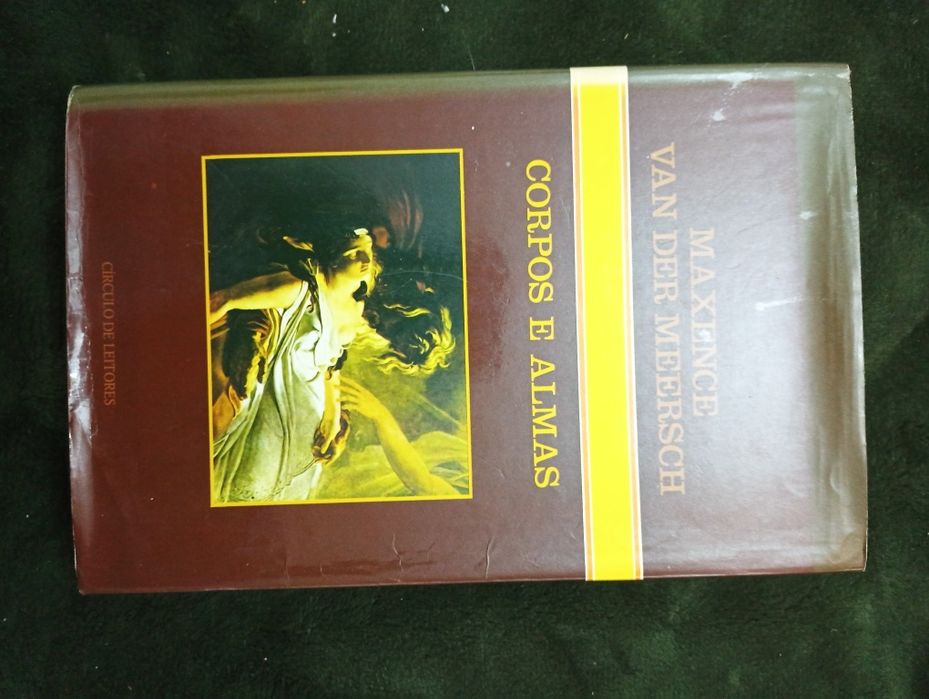 MAXENCE
VAN DER MEERSCH
CORPOS E ALMAS
CÍRCULO DE LEITORES